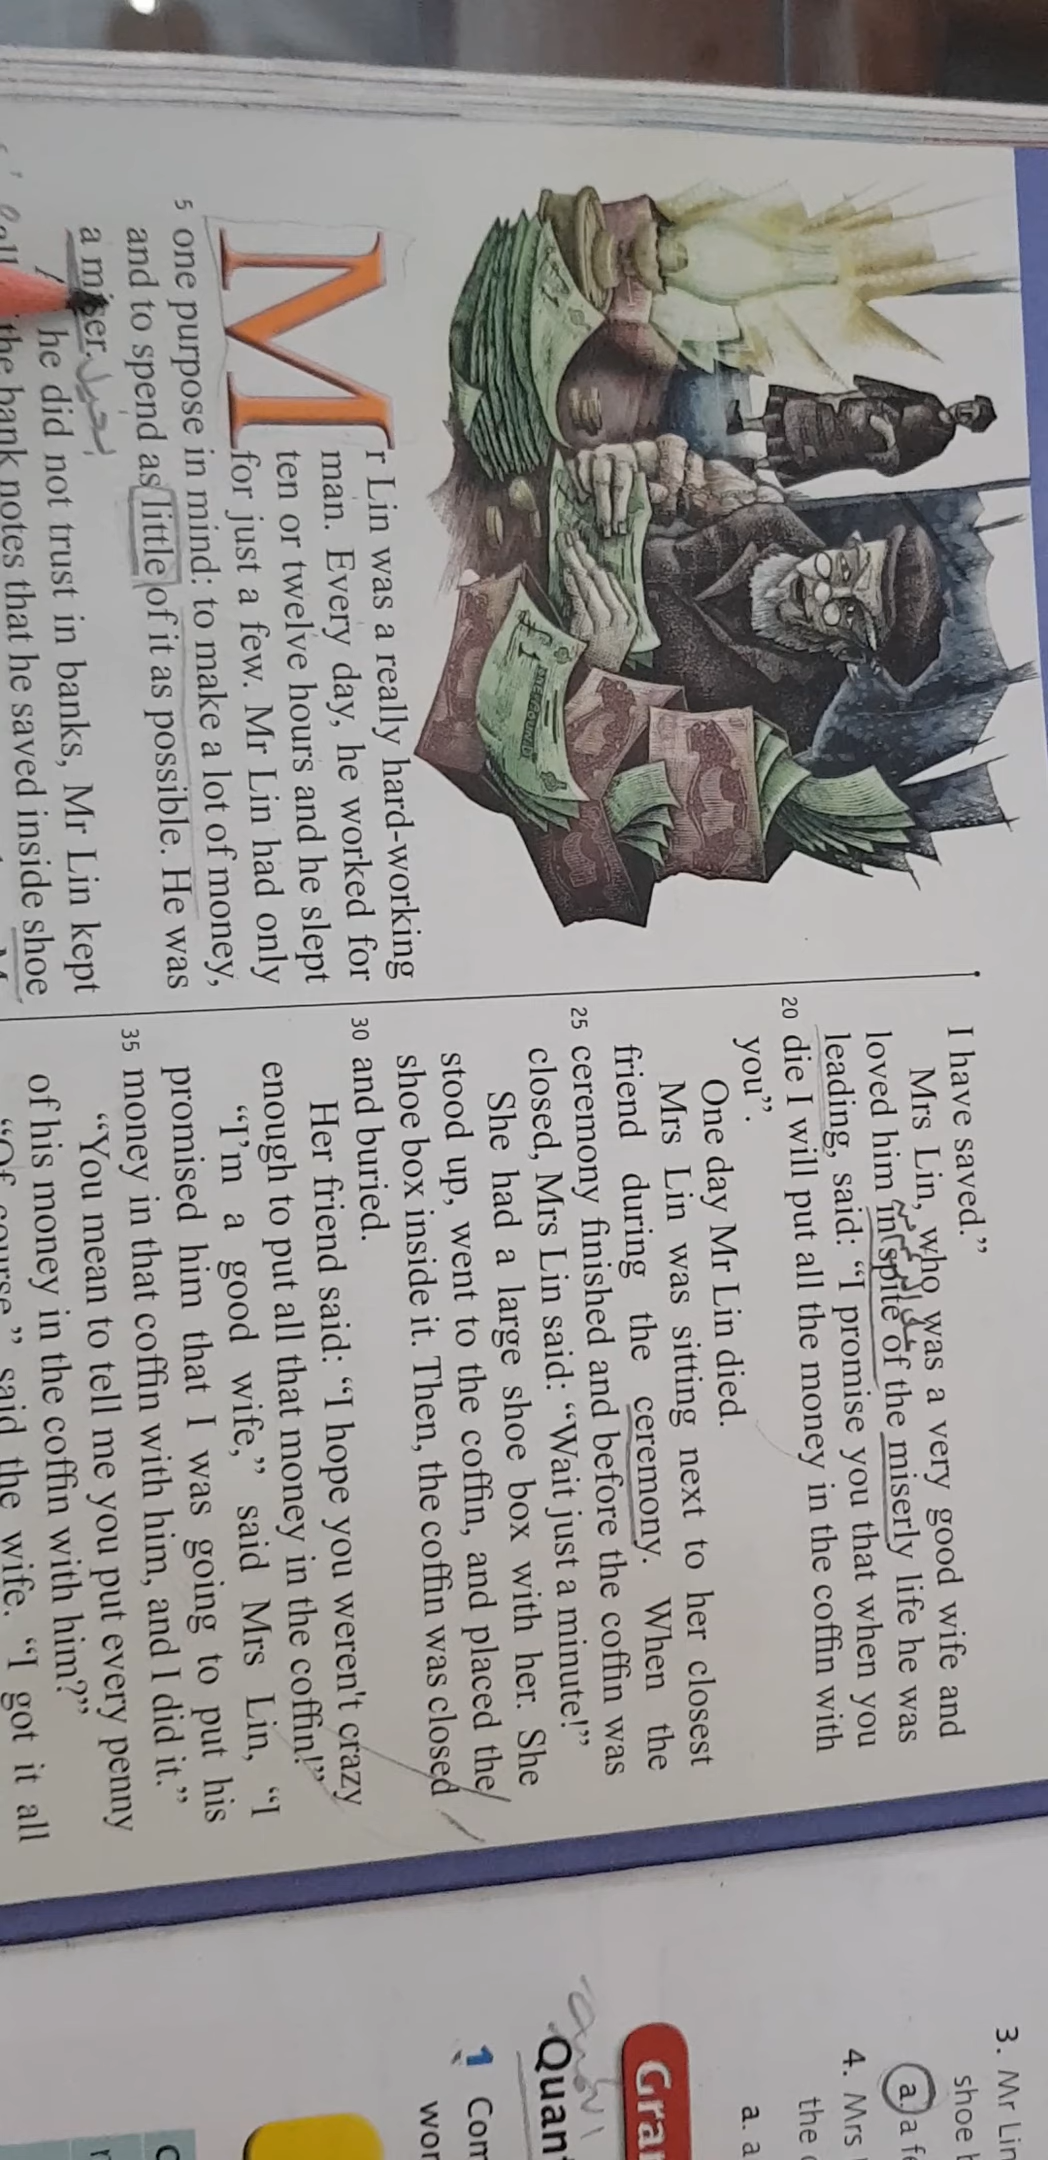 Mr Lin was a really hard-working
man. Every day, he worked for
ten or twelve hours and he slept
for just a few. Mr Lin had only
5 one purpose in mind: to make a lot of money,
and to spend as little of it as possible. He was
a miser. بخيل
he did not trust in banks, Mr Lin kept
the bank notes that he saved inside shoe
I have saved.”
Mrs Lin, who was a very good wife and
loved him in spite of the miserly life he was
leading, said: “I promise you that when you
20 die I will put all the money in the coffin with
you”.
One day Mr Lin died.
Mrs Lin was sitting next to her closest
friend during the ceremony. When the
25 ceremony finished and before the coffin was
closed, Mrs Lin said: “Wait just a minute!”
She had a large shoe box with her. She
stood up, went to the coffin, and placed the
shoe box inside it. Then, the coffin was closed
30 and buried.
Her friend said: “I hope you weren't crazy
enough to put all that money in the coffin!”
“I’m a good wife,” said Mrs Lin, “I
promised him that I was going to put his
35 money in that coffin with him, and I did it.”
“You mean to tell me you put every penny
of his money in the coffin with him?”
“Of course,” said the wife. “I got it all
3. Mr Lin
shoe
a. a
4. Mrs
the
a. a
Gra
Quan
1 Com
wor